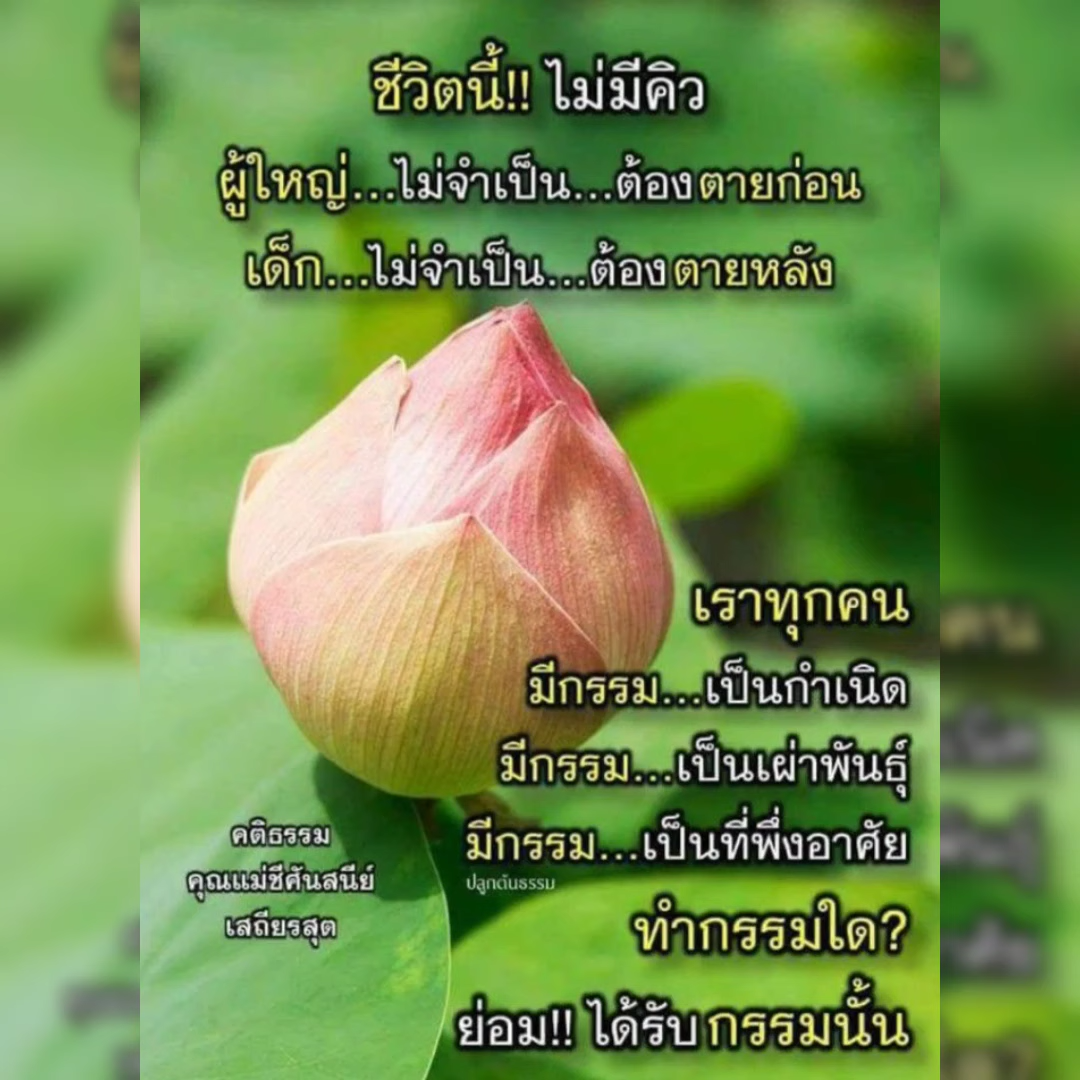 ชีวิตนี้!! ไม่มีคิว
ผู้ใหญ่...ไม่จำเป็น...ต้องตายก่อน
เด็ก...ไม่จำเป็น...ต้องตายหลัง
เราทุกคน
มีกรรม...เป็นกำเนิด
มีกรรม...เป็นเผ่าพันธุ์
มีกรรม...เป็นที่พึ่งอาศัย
ปลูกต้นธรรม
ทำกรรมใด?
ย่อม!! ได้รับกรรมนั้น
คติธรรม
คุณแม่ชีศันสนีย์
เสถียรสุต